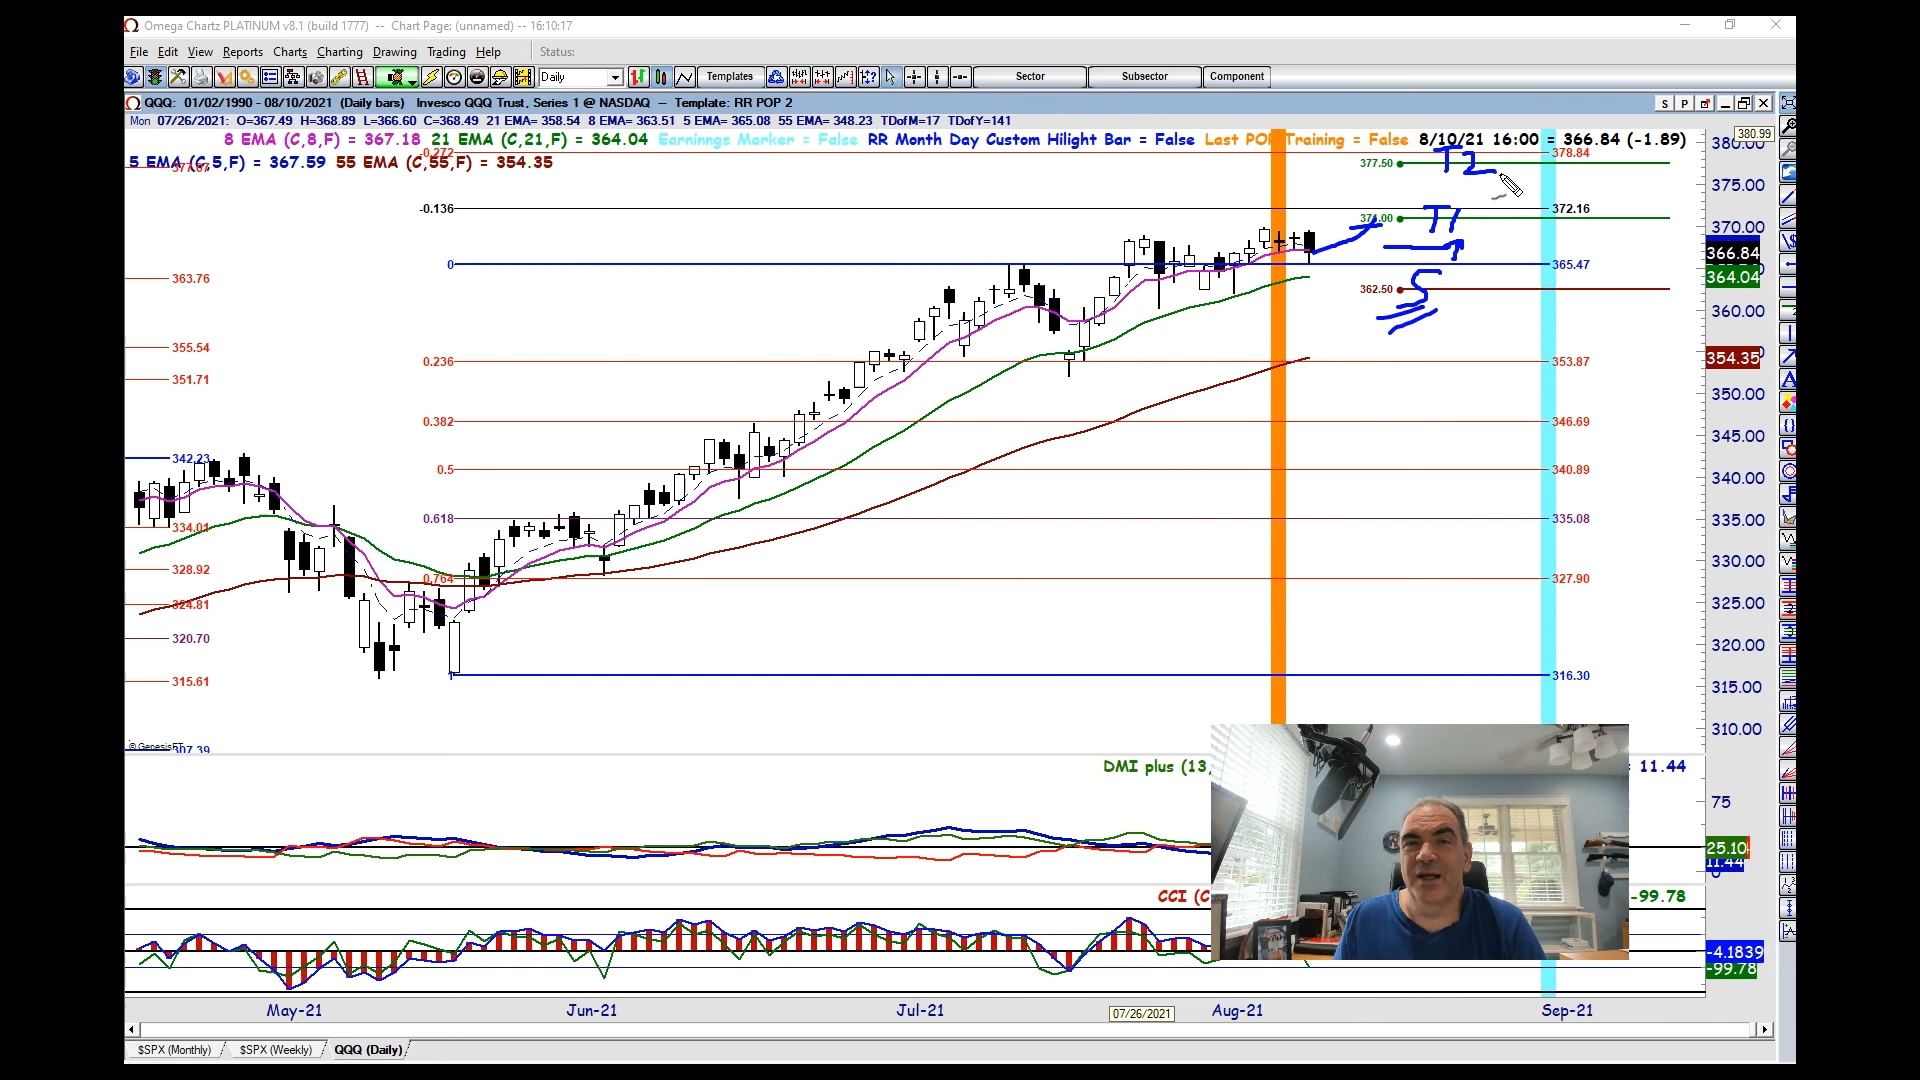 Omega Chartz PLATINUM v8.1 (build 1777) -- Chart Page: (unnamed) -- 16:10:17
File Edit View Reports Charts Charting Drawing Trading Help Status:
Daily Templates Sector Subsector Component
QQQ: 01/02/1990 - 08/10/2021 (Daily bars) Invesco QQQ Trust, Series 1 @ NASDAQ -- Template: RR POP 2 S P
Mon 07/26/2021: O=367.49 H=368.89 L=366.60 C=368.49 21 EMA= 358.54 8 EMA= 363.51 5 EMA= 365.08 55 EMA= 348.23 TDofM=17 TDofY=141
8 EMA (C,8,F) = 367.18 21 EMA (C,21,F) = 364.04 Earninngs Marker = False RR Month Day Custom Hilight Bar = False Last POP Training = False 8/10/21 16:00 = 366.84 (-1.89)
5 EMA (C,5,F) = 367.59 55 EMA (C,55,F) = 354.35
380.99
-0.272 378.84
377.50 T2
375.00
-0.136 372.16
T1
370.00
366.84
0 365.47
364.04
363.76
362.50 S
360.00
0.236 353.87
355.54
354.35
351.71
350.00
0.382 346.69
345.00
0.5 340.89
342.23
340.00
0.618 335.08
335.00
334.01
330.00
328.92
0.764 327.90
325.00
324.81
320.70
320.00
316.30
315.61
315.00
310.00
307.39
DMI plus (13, 11.44
75
25.10
11.44
CCI (C -99.78
-4.1839
-99.78
May-21 Jun-21 Jul-21 07/26/2021 Aug-21 Sep-21
$SPX (Monthly) $SPX (Weekly) QQQ (Daily)